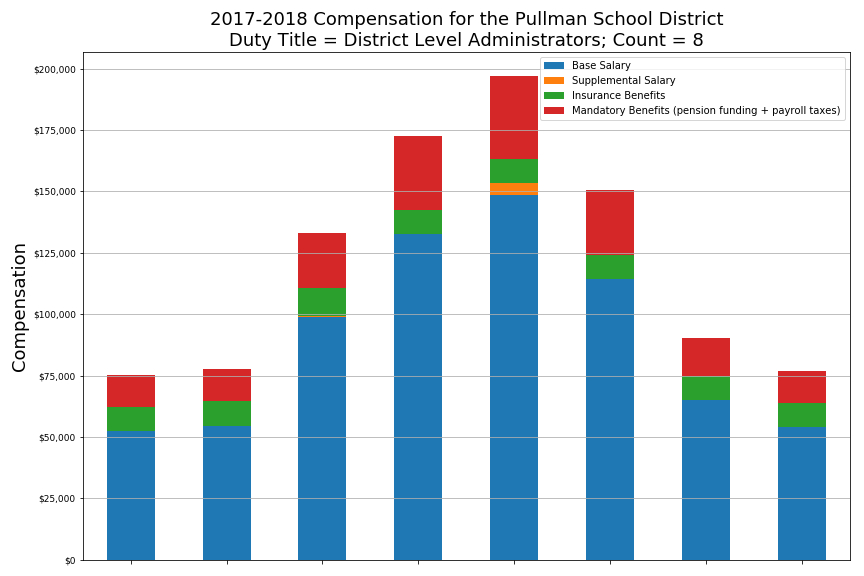 2017-2018 Compensation for the Pullman School District
Duty Title = District Level Administrators; Count = 8
Base Salary
Supplemental Salary
Insurance Benefits
Mandatory Benefits (pension funding + payroll taxes)
Compensation
$200,000
$175,000
$150,000
$125,000
$100,000
$75,000
$50,000
$25,000
$0